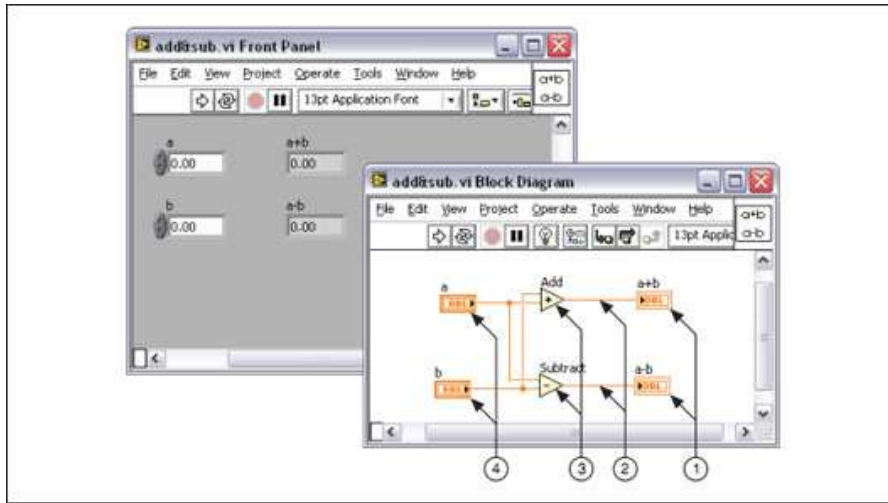 add&sub.vi Front Panel
File Edit View Project Operate Tools Window Help
13pt Application Font
a+b
a-b
a
0.00
a+b
0.00
b
0.00
a-b
0.00
add&sub.vi Block Diagram
File Edit View Project Operate Tools Window Help
13pt Applic
a+b
a-b
a
DBL
Add
+
a+b
DBL
b
DBL
Subtract
-
a-b
DBL
4
3
2
1